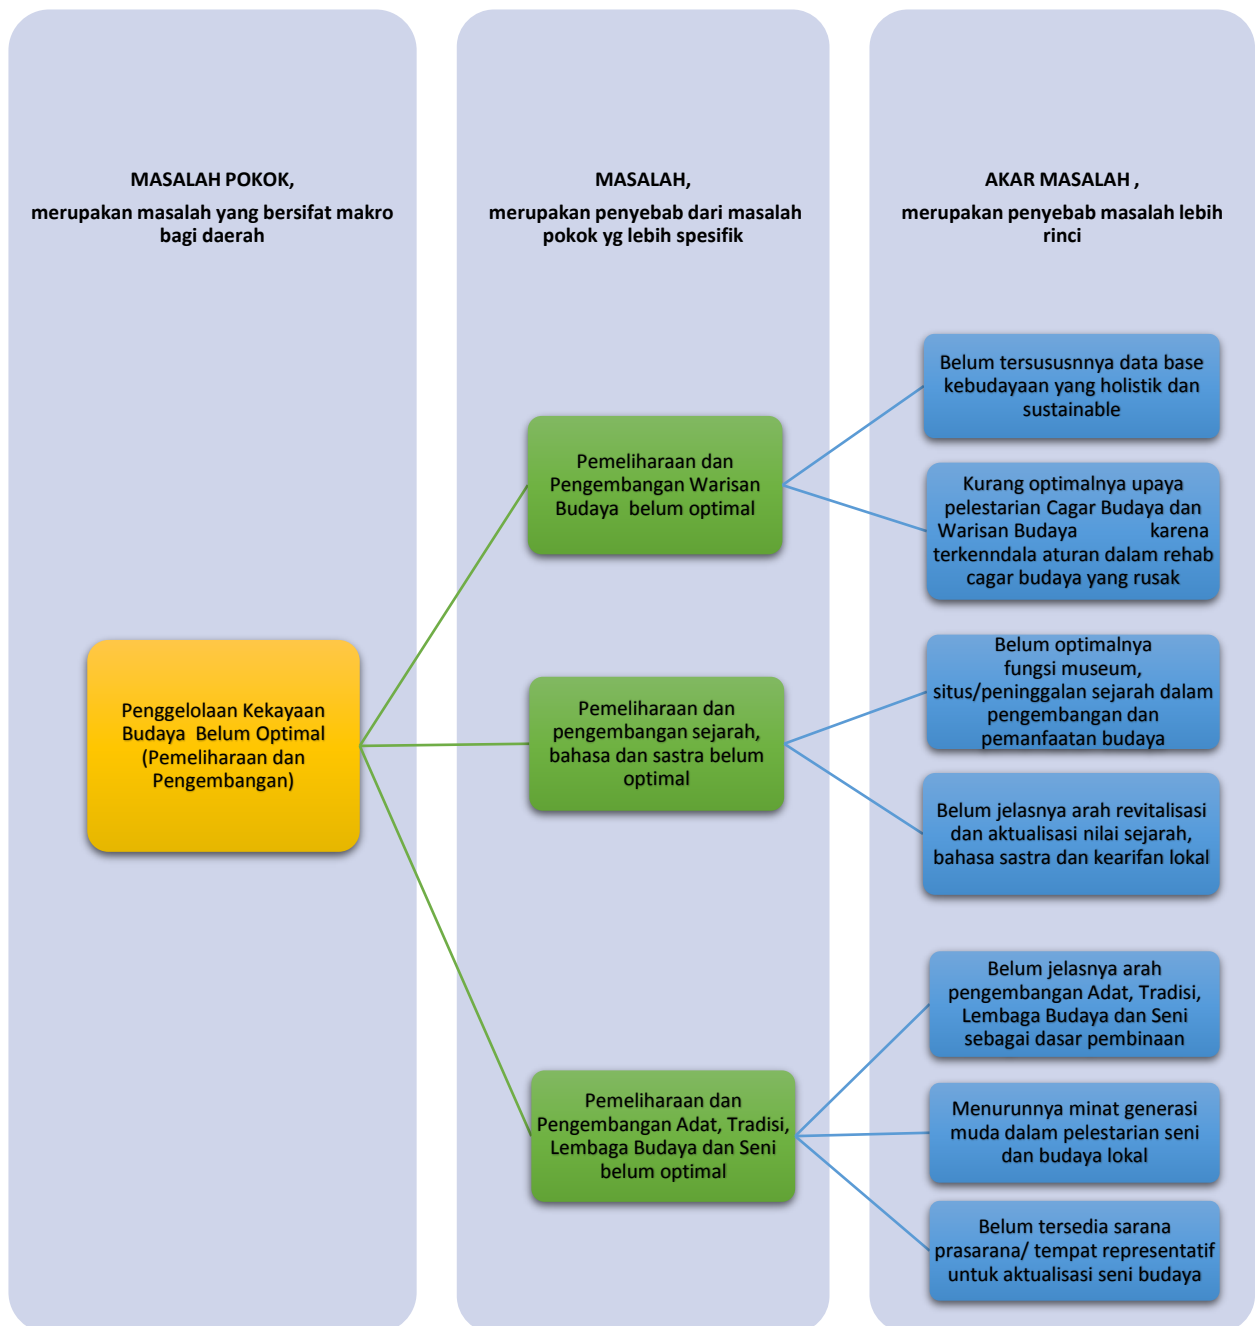 MASALAH POKOK,
merupakan masalah yang bersifat makro
bagi daerah
MASALAH,
merupakan penyebab dari masalah
pokok yg lebih spesifik
AKAR MASALAH ,
merupakan penyebab masalah lebih
rinci
Penggelolaan Kekayaan
Budaya Belum Optimal
(Pemeliharaan dan
Pengembangan)
Pemeliharaan dan
Pengembangan Warisan
Budaya belum optimal
Pemeliharaan dan
pengembangan sejarah,
bahasa dan sastra belum
optimal
Pemeliharaan dan
Pengembangan Adat, Tradisi,
Lembaga Budaya dan Seni
belum optimal
Belum tersususnnya data base
kebudayaan yang holistik dan
sustainable
Kurang optimalnya upaya
pelestarian Cagar Budaya dan
Warisan Budaya karena
terkenndala aturan dalam rehab
cagar budaya yang rusak
Belum optimalnya
fungsi museum,
situs/peninggalan sejarah dalam
pengembangan dan
pemanfaatan budaya
Belum jelasnya arah revitalisasi
dan aktualisasi nilai sejarah,
bahasa sastra dan kearifan lokal
Belum jelasnya arah
pengembangan Adat, Tradisi,
Lembaga Budaya dan Seni
sebagai dasar pembinaan
Menurunnya minat generasi
muda dalam pelestarian seni
dan budaya lokal
Belum tersedia sarana
prasarana/ tempat representatif
untuk aktualisasi seni budaya